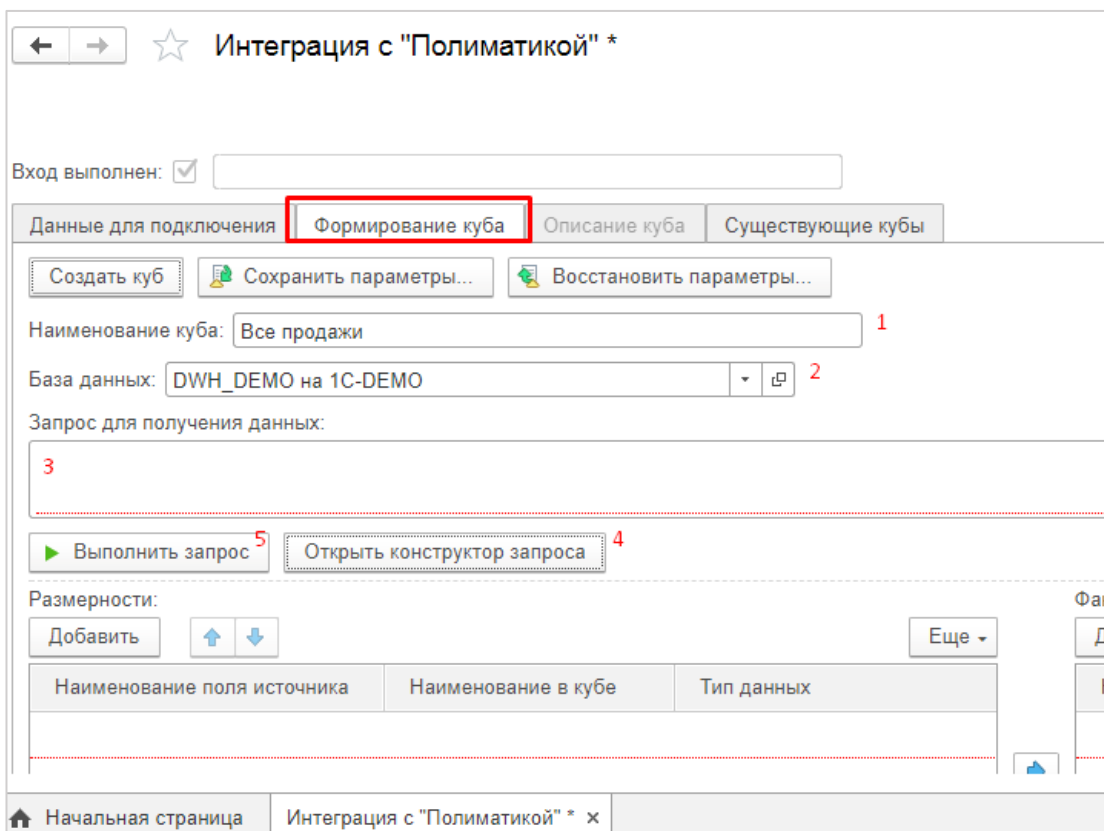 Интеграция с "Полиматикой" *
Вход выполнен:
Данные для подключения Формирование куба Описание куба Существующие кубы
Создать куб Сохранить параметры... Восстановить параметры...
Наименование куба: Все продажи 1
База данных: DWH_DEMO на 1C-DEMO 2
Запрос для получения данных:
3
Выполнить запрос 5 Открыть конструктор запроса 4
Размерности:
Добавить Еще
Наименование поля источника Наименование в кубе Тип данных
Начальная страница Интеграция с "Полиматикой" * ×